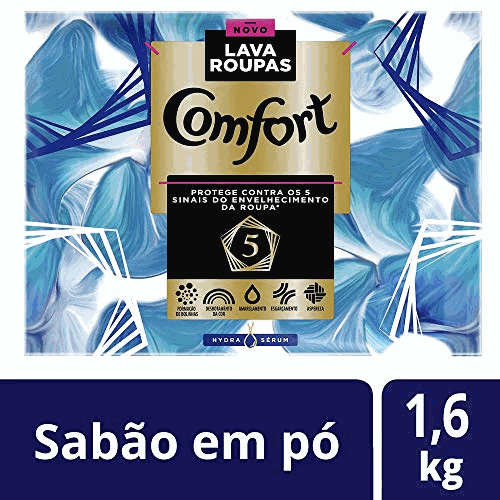 NOVO
LAVA
ROUPAS
Comfort
PROTEGE CONTRA OS 5
SINAIS DO ENVELHECIMENTO
DA ROUPA*
5
FORMAÇÃO
DE BOLINHAS
DESBOTAMENTO
DA COR
AMARELAMENTO
ESGARÇAMENTO
ASPEREZA
HYDRA SÉRUM
Sabão em pó
1,6
kg